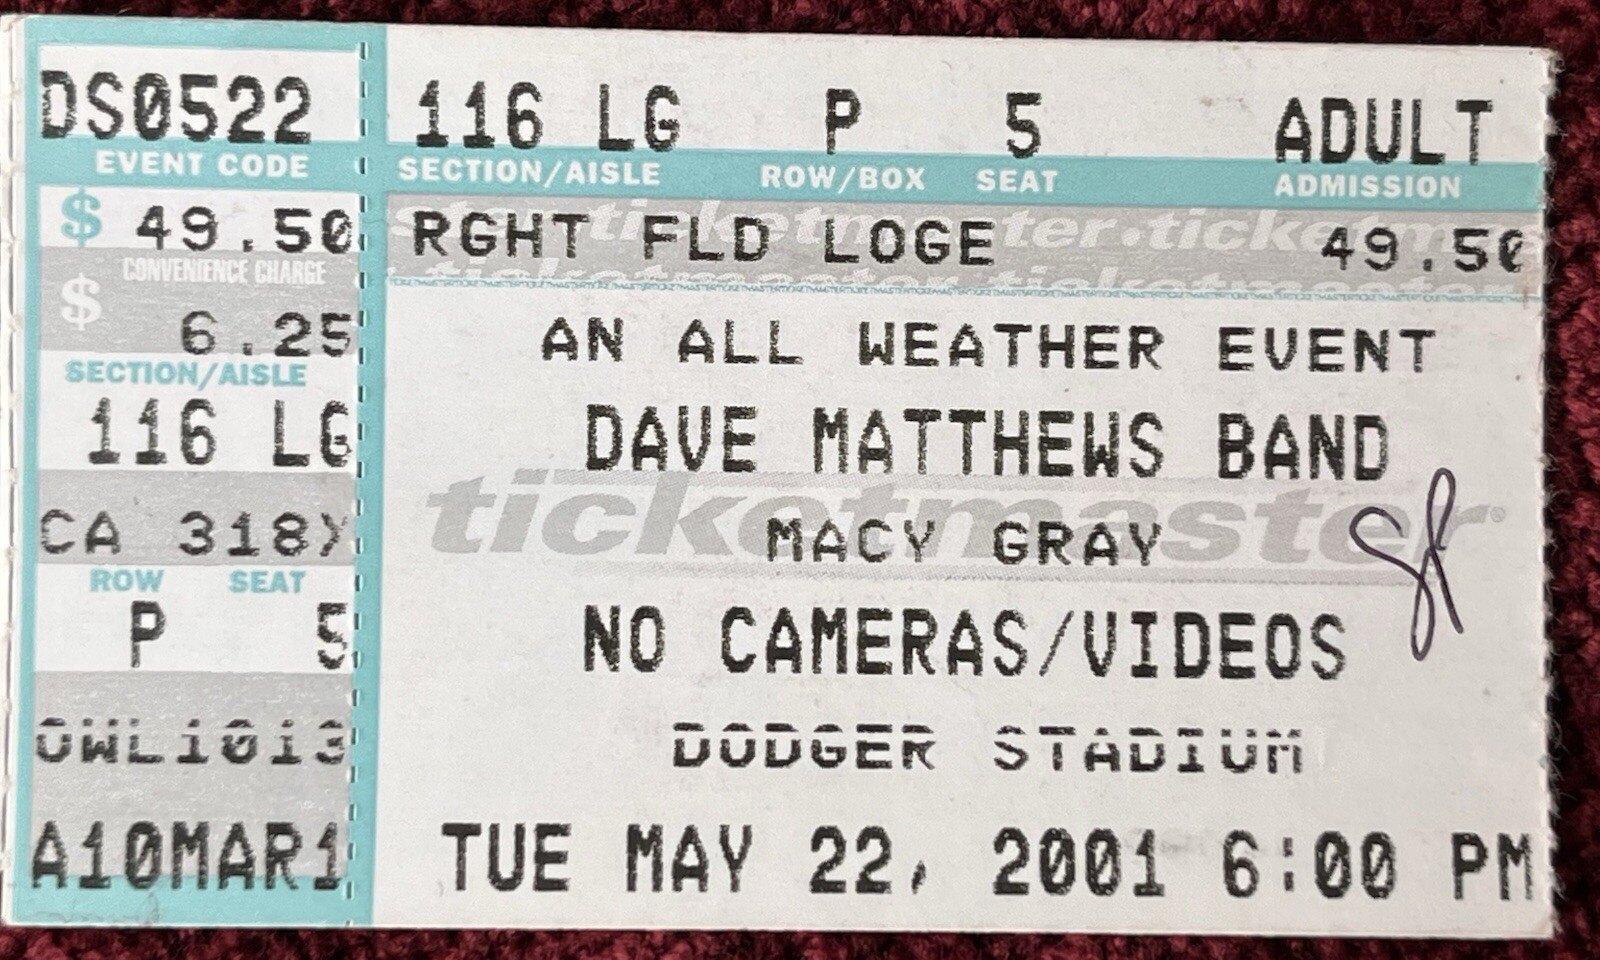 DS0522
EVENT CODE
$ 49.50
CONVENIENCE CHARGE
$ 6.25
SECTION/AISLE
116 LG
CA 318X
ROW SEAT
P 5
OWL1013
A10MAR1
116 LG P 5 ADULT
SECTION/AISLE ROW/BOX SEAT ADMISSION
RGHT FLD LOGE 49.50
AN ALL WEATHER EVENT
DAVE MATTHEWS BAND
ticketmaster®
MACY GRAY
NO CAMERAS/VIDEOS
DODGER STADIUM
TUE MAY 22, 2001 6:00 PM